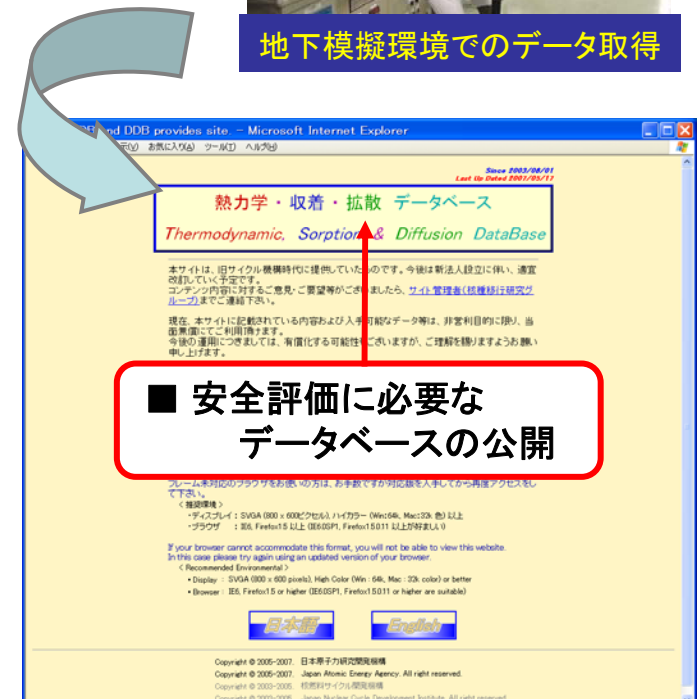 地下模擬環境でのデータ取得
nd DDB provides site. - Microsoft Internet Explorer
示(V) お気に入り(A) ツール(T) ヘルプ(H)
Since 2003/08/01
Last Up Dated 2007/05/17
熱力学・収着・拡散 データベース
Thermodynamic, Sorption & Diffusion DataBase
本サイトは、旧サイクル機構時代に提供していたものです。今後は新法人設立に伴い、適宜
改訂していく予定です。
コンテンツ内容に対するご意見・ご要望等がございましたら、サイト管理者(核種移行研究グ
ループ)までご連絡下さい。
現在、本サイトに記載されている内容および入手可能なデータ等は、非営利目的に限り、当
面無償にてご利用頂けます。
今後の運用につきましては、有償化する可能性もございますが、ご理解を賜りますようお願い
申し上げます。
■ 安全評価に必要な
データベースの公開
フレーム未対応のブラウザをお使いの方は、お手数ですが対応版を入手してから再度アクセスをし
て下さい。
<推奨環境>
・ディスプレイ : SVGA (800 x 600ピクセル), ハイカラー (Win:64k, Mac:32k 色) 以上
・ブラウザ : IE6, Firefox1.5 以上 (IE6.0SP1, Firefox1.5.0.11 以上が好ましい)
If your browser cannot accommodate this format, you will not be able to view this website.
In this case please try again using an updated version of your browser.
< Recommended Environmental >
• Display : SVGA (800 x 600 pixels), High Color (Win : 64k, Mac : 32k color) or better
• Browser : IE6, Firefox1.5 or higher (IE6.0SP1, Firefox1.5.0.11 or higher are suitable)
日本語 English
Copyright © 2005-2007. 日本原子力研究開発機構
Copyright © 2005-2007. Japan Atomic Energy Agency. All right reserved.
Copyright © 2003-2005. 核燃料サイクル開発機構
Copyright © 2003-2005. Japan Nuclear Cycle Development Institute. All right reserved.